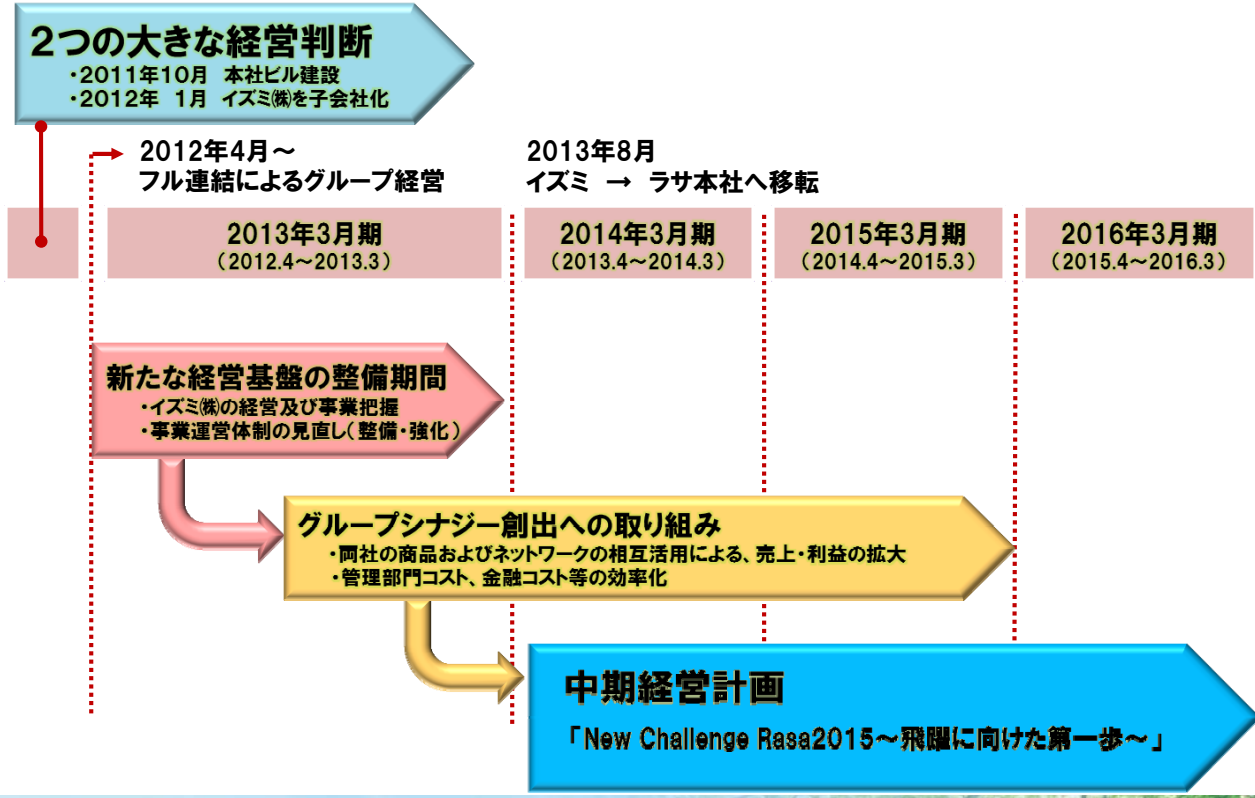 2つの大きな経営判断
・2011年10月 本社ビル建設
・2012年 1月 イズミ㈱を子会社化
2012年4月～
フル連結によるグループ経営
2013年8月
イズミ → ラサ本社へ移転
2013年3月期
（2012.4～2013.3）
2014年3月期
（2013.4～2014.3）
2015年3月期
（2014.4～2015.3）
2016年3月期
（2015.4～2016.3）
新たな経営基盤の整備期間
・イズミ㈱の経営及び事業把握
・事業運営体制の見直し（整備・強化）
グループシナジー創出への取り組み
・両社の商品およびネットワークの相互活用による、売上・利益の拡大
・管理部門コスト、金融コスト等の効率化
中期経営計画
「New Challenge Rasa2015～飛躍に向けた第一歩～」